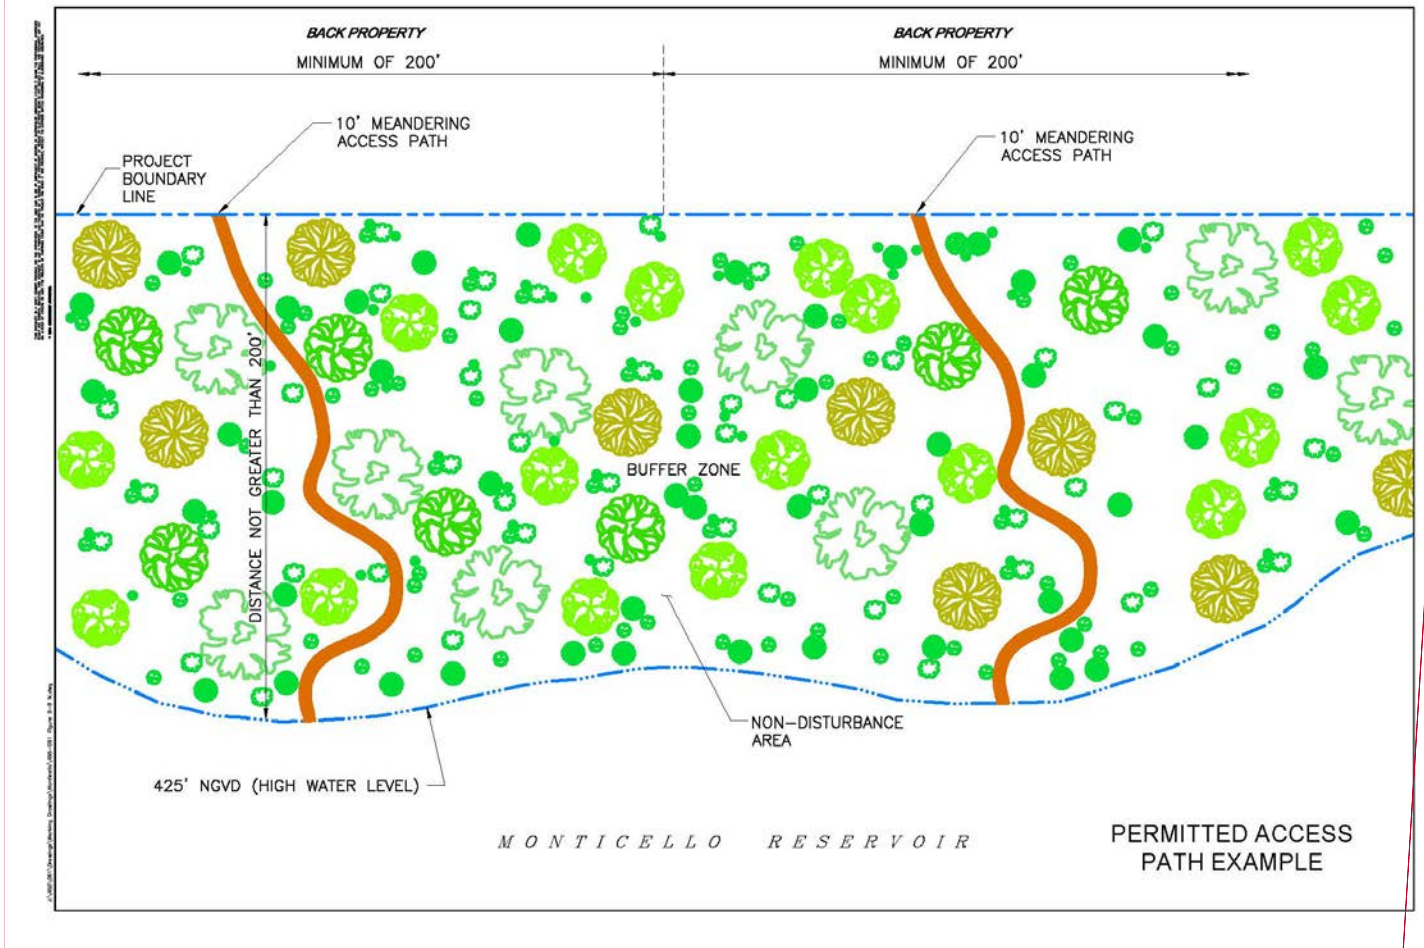 BACK PROPERTY
BACK PROPERTY
MINIMUM OF 200'
MINIMUM OF 200'
10' MEANDERING
ACCESS PATH
10' MEANDERING
ACCESS PATH
PROJECT
BOUNDARY
LINE
DISTANCE NOT GREATER THAN 200'
BUFFER ZONE
NON-DISTURBANCE
AREA
425' NGVD (HIGH WATER LEVEL)
MONTICELLO RESERVOIR
PERMITTED ACCESS
PATH EXAMPLE